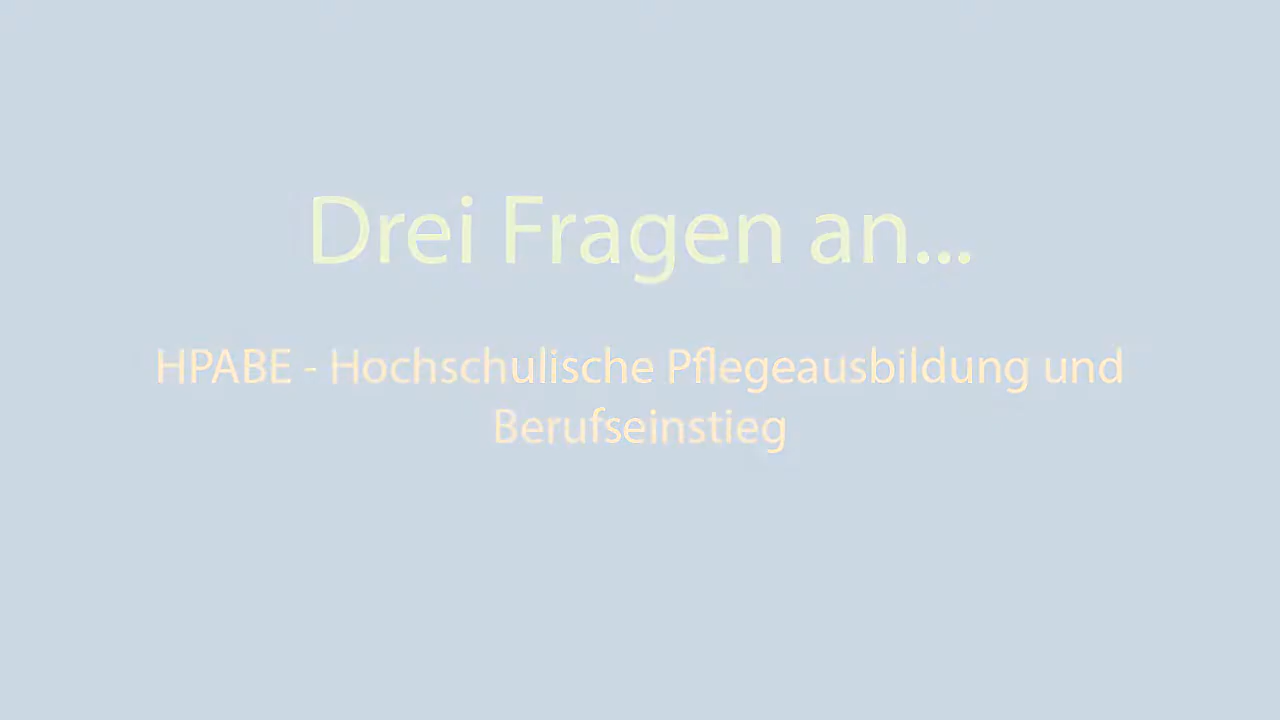 Drei Fragen an...
HPABE - Hochschulische Pflegeausbildung und
Berufseinstieg